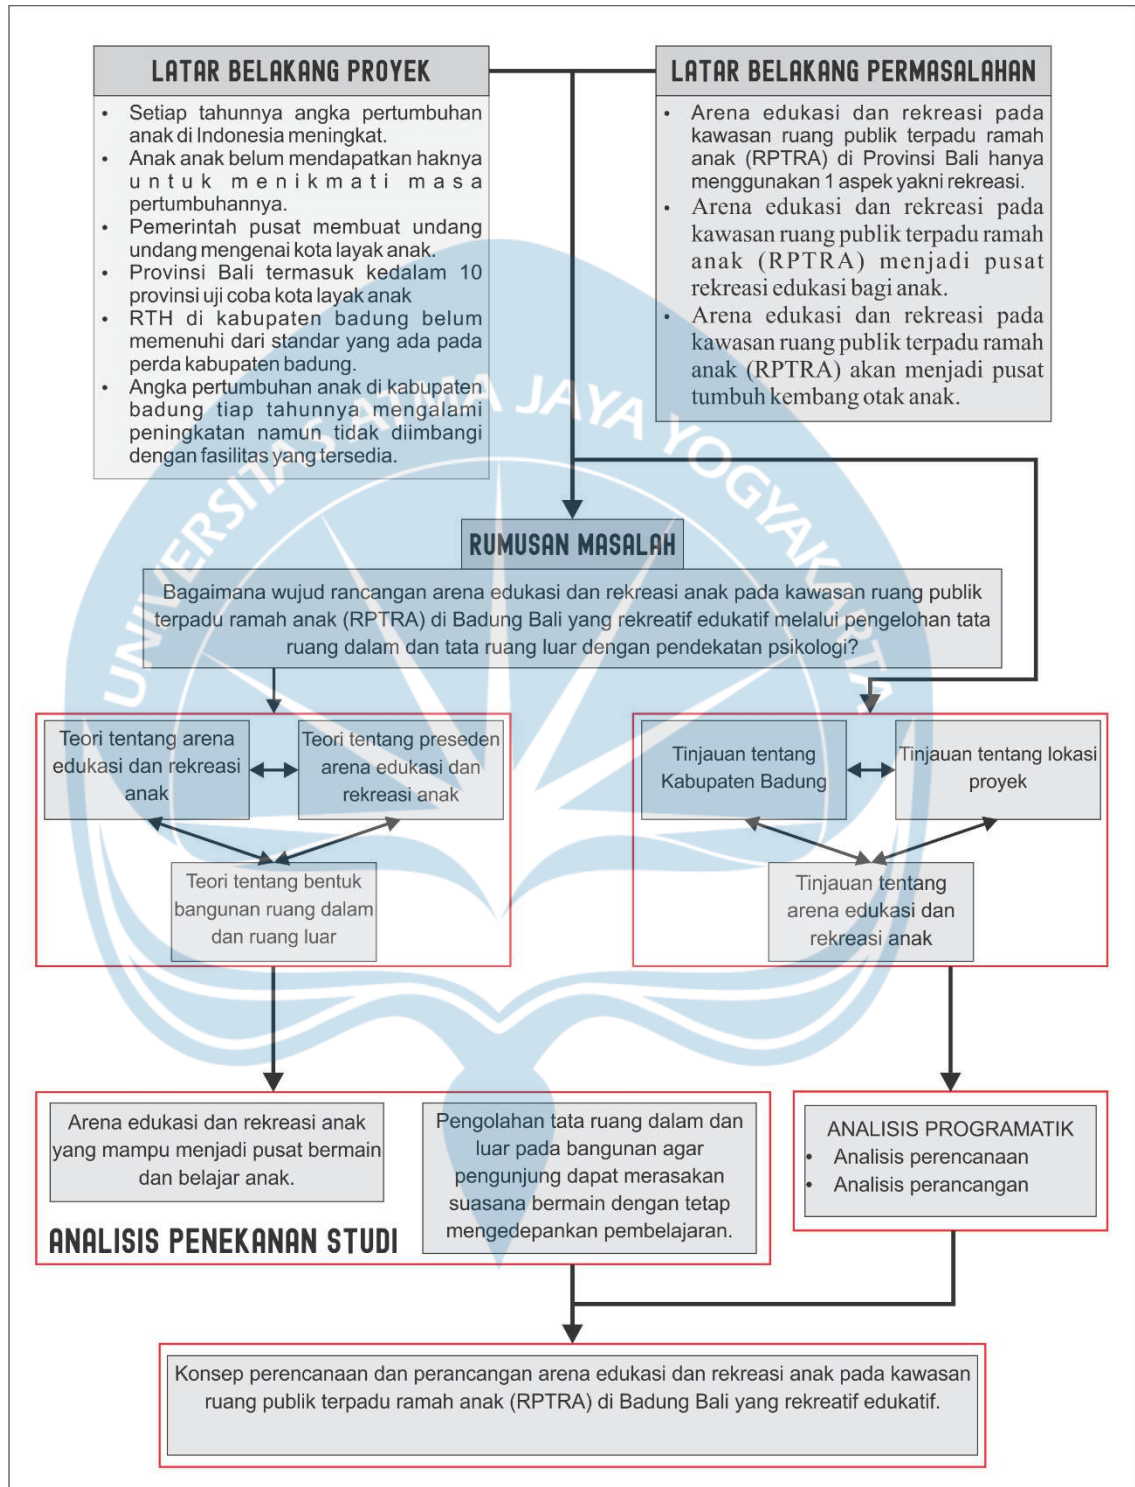 LATAR BELAKANG PROYEK
• Setiap tahunnya angka pertumbuhan
anak di Indonesia meningkat.
• Anak anak belum mendapatkan haknya
untuk menikmati masa
pertumbuhannya.
• Pemerintah pusat membuat undang
undang mengenai kota layak anak.
• Provinsi Bali termasuk kedalam 10
provinsi uji coba kota layak anak
• RTH di kabupaten badung belum
memenuhi dari standar yang ada pada
perda kabupaten badung.
• Angka pertumbuhan anak di kabupaten
badung tiap tahunnya mengalami
peningkatan namun tidak diimbangi
dengan fasilitas yang tersedia.
LATAR BELAKANG PERMASALAHAN
• Arena edukasi dan rekreasi pada
kawasan ruang publik terpadu ramah
anak (RPTRA) di Provinsi Bali hanya
menggunakan 1 aspek yakni rekreasi.
• Arena edukasi dan rekreasi pada
kawasan ruang publik terpadu ramah
anak (RPTRA) menjadi pusat
rekreasi edukasi bagi anak.
• Arena edukasi dan rekreasi pada
kawasan ruang publik terpadu ramah
anak (RPTRA) akan menjadi pusat
tumbuh kembang otak anak.
UNIVERSITAS ATMA JAYA YOGYAKARTA
RUMUSAN MASALAH
Bagaimana wujud rancangan arena edukasi dan rekreasi anak pada kawasan ruang publik
terpadu ramah anak (RPTRA) di Badung Bali yang rekreatif edukatif melalui pengelohan tata
ruang dalam dan tata ruang luar dengan pendekatan psikologi?
Teori tentang arena
edukasi dan rekreasi
anak
Teori tentang preseden
arena edukasi dan
rekreasi anak
Teori tentang bentuk
bangunan ruang dalam
dan ruang luar
Tinjauan tentang
Kabupaten Badung
Tinjauan tentang lokasi
proyek
Tinjauan tentang
arena edukasi dan
rekreasi anak
Arena edukasi dan rekreasi anak
yang mampu menjadi pusat bermain
dan belajar anak.
Pengolahan tata ruang dalam dan
luar pada bangunan agar
pengunjung dapat merasakan
suasana bermain dengan tetap
mengedepankan pembelajaran.
ANALISIS PENEKANAN STUDI
ANALISIS PROGRAMATIK
• Analisis perencanaan
• Analisis perancangan
Konsep perencanaan dan perancangan arena edukasi dan rekreasi anak pada kawasan
ruang publik terpadu ramah anak (RPTRA) di Badung Bali yang rekreatif edukatif.